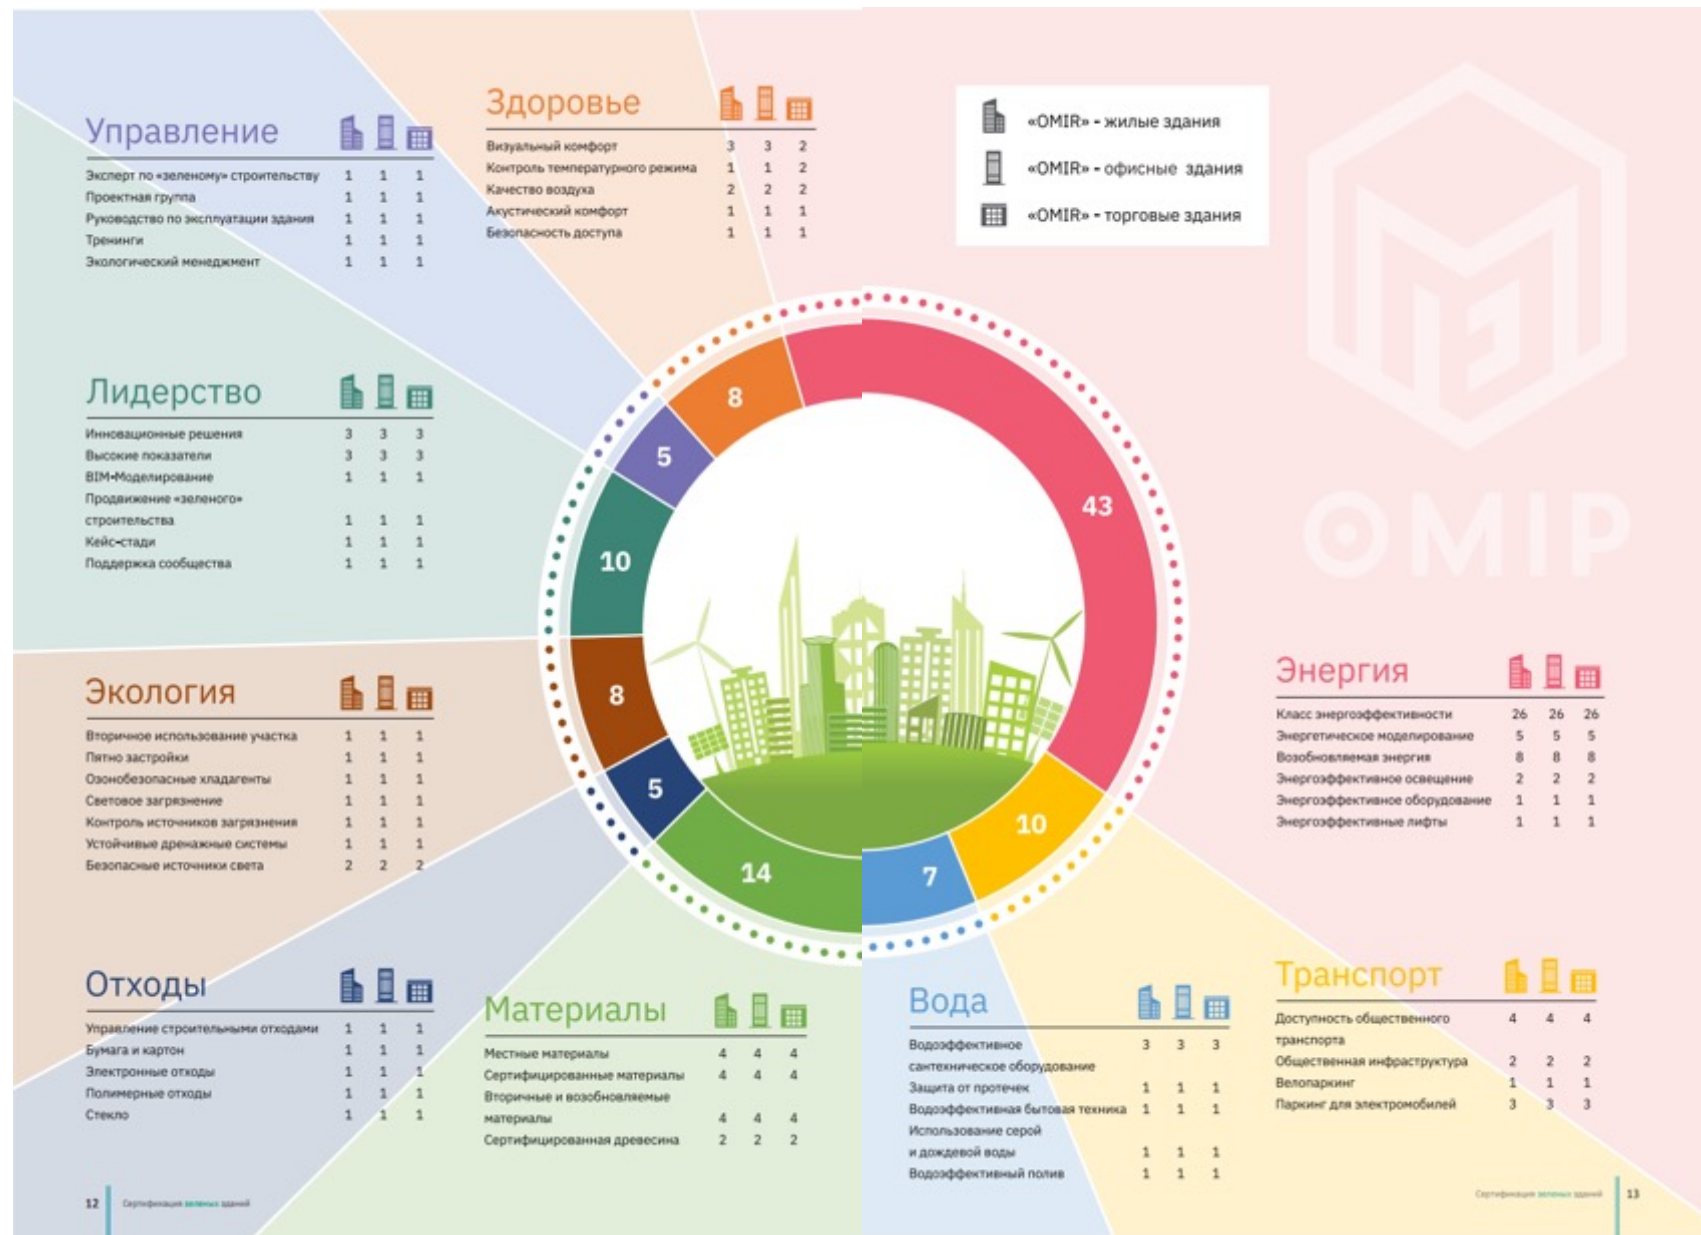 Управление
Эксперт по «зеленому» строительству 1 1 1
Проектная группа 1 1 1
Руководство по эксплуатации здания 1 1 1
Тренинги 1 1 1
Экологический менеджмент 1 1 1
Здоровье
Визуальный комфорт 3 3 2
Контроль температурного режима 1 1 2
Качество воздуха 2 2 2
Акустический комфорт 1 1 1
Безопасность доступа 1 1 1
«OMIR» - жилые здания
«OMIR» - офисные здания
«OMIR» - торговые здания
Лидерство
Инновационные решения 3 3 3
Высокие показатели 3 3 3
BIM-Моделирование 1 1 1
Продвижение «зеленого»
строительства 1 1 1
Кейс-стади 1 1 1
Поддержка сообщества 1 1 1
8
5
10
8
5
14
43
10
7
ОМІР
Экология
Вторичное использование участка 1 1 1
Пятно застройки 1 1 1
Озонобезопасные хладагенты 1 1 1
Световое загрязнение 1 1 1
Контроль источников загрязнения 1 1 1
Устойчивые дренажные системы 1 1 1
Безопасные источники света 2 2 2
Энергия
Класс энергоэффективности 26 26 26
Энергетическое моделирование 5 5 5
Возобновляемая энергия 8 8 8
Энергоэффективное освещение 2 2 2
Энергоэффективное оборудование 1 1 1
Энергоэффективные лифты 1 1 1
Отходы
Управление строительными отходами 1 1 1
Бумага и картон 1 1 1
Электронные отходы 1 1 1
Полимерные отходы 1 1 1
Стекло 1 1 1
Материалы
Местные материалы 4 4 4
Сертифицированные материалы 4 4 4
Вторичные и возобновляемые
материалы 4 4 4
Сертифицированная древесина 2 2 2
Вода
Водоэффективное 3 3 3
сантехническое оборудование
Защита от протечек 1 1 1
Водоэффективная бытовая техника 1 1 1
Использование серой
и дождевой воды 1 1 1
Водоэффективный полив 1 1 1
Транспорт
Доступность общественного 4 4 4
транспорта
Общественная инфраструктура 2 2 2
Велопаркинг 1 1 1
Паркинг для электромобилей 3 3 3
12 Сертификация зеленых зданий
Сертификация зеленых зданий 13